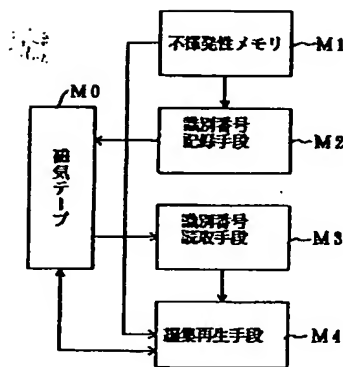 不揮発性メモリ
M1
M0
識別番号
記録手段
M2
磁気テープ
識別番号
読取手段
M3
編集再生手段
M4